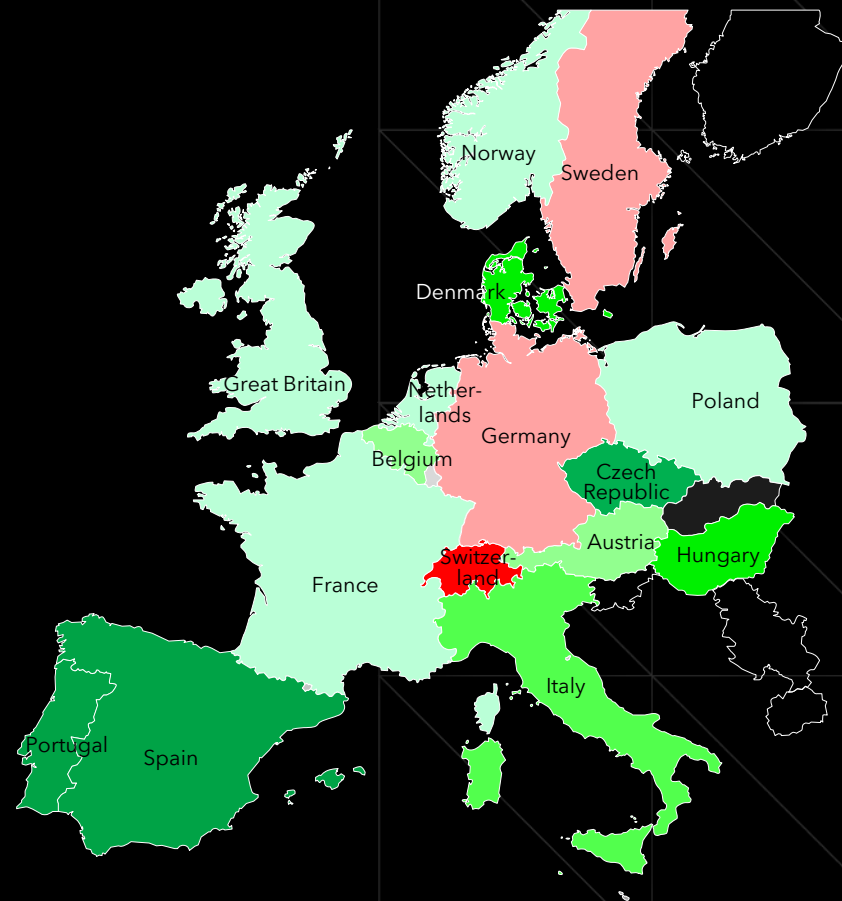 Norway
Sweden
Denmark
Great Britain
Nether-
lands
Poland
Germany
Belgium
Czech
Republic
Austria
Hungary
Switzer-
land
France
Italy
Portugal
Spain